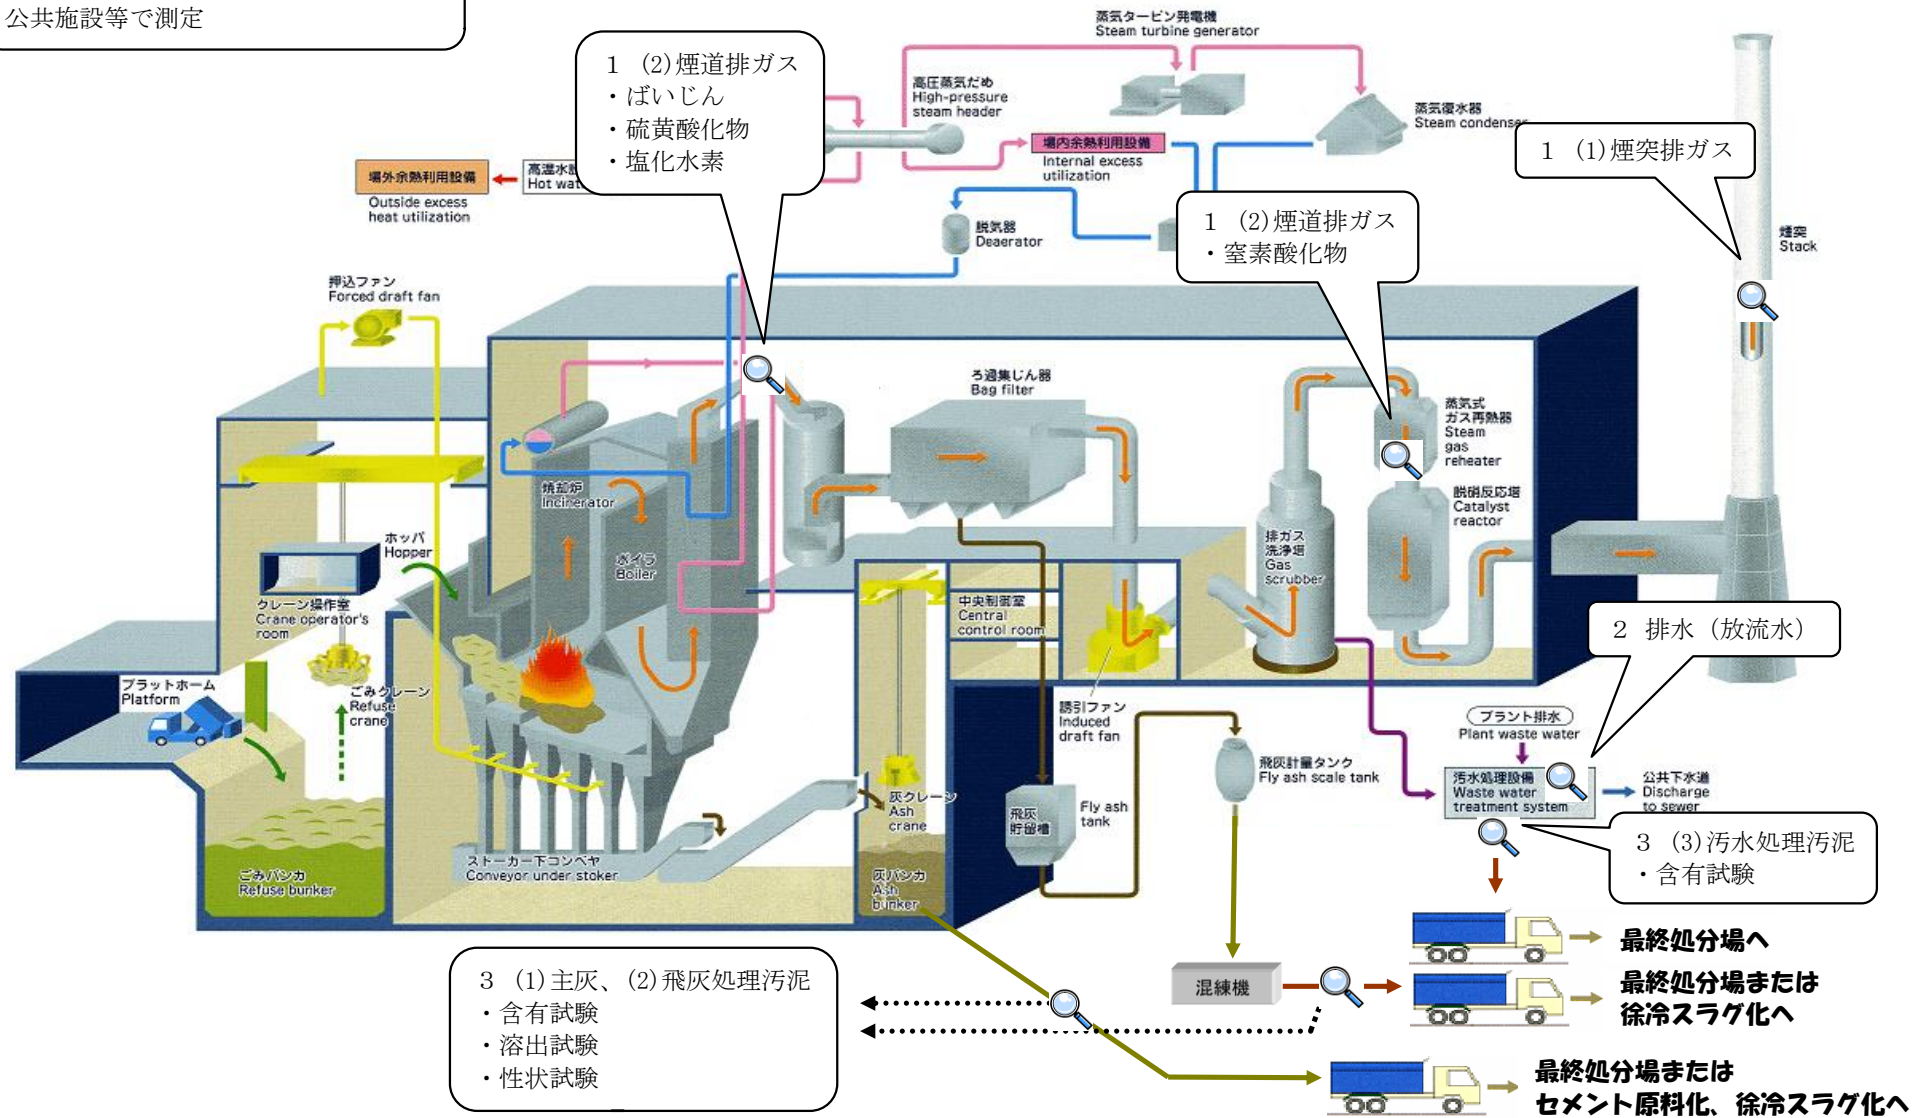 公共施設等で測定
1 (2)煙道排ガス
・ばいじん
・硫黄酸化物
・塩化水素
蒸気タービン発電機
Steam turbine generator
高圧蒸気だめ
High-pressure
steam header
蒸気復水器
Steam condenser
場内余熱利用設備
Internal excess
utilization
1 (1)煙突排ガス
場外余熱利用設備
Outside excess
heat utilization
高温水
Hot wat
脱気器
Deaerator
1 (2)煙道排ガス
・窒素酸化物
煙突
Stack
押込ファン
Forced draft fan
ろ過集じん器
Bag filter
蒸気式
ガス再熱器
Steam
gas
reheater
焼却炉
Incinerator
脱硝反応塔
Catalyst
reactor
ホッパ
Hopper
ボイラ
Boiler
排ガス
洗浄塔
Gas
scrubber
クレーン操作室
Crane operator's
room
中央制御室
Central
control room
2 排水（放流水）
プラットホーム
Platform
ごみクレーン
Refuse
crane
誘引ファン
Induced
draft fan
プラント排水
Plant waste water
飛灰計量タンク
Fly ash scale tank
汚水処理設備
Waste water
treatment system
公共下水道
Discharge
to sewer
灰クレーン
Ash
crane
飛灰
貯留槽
Fly ash
tank
3 (3)汚水処理汚泥
・含有試験
ごみバンカ
Refuse bunker
ストーカー下コンベヤ
Conveyor under stoker
灰バンカ
Ash
bunker
最終処分場へ
3 (1)主灰、(2)飛灰処理汚泥
・含有試験
・溶出試験
・性状試験
混練機
最終処分場または
徐冷スラグ化へ
最終処分場または
セメント原料化、徐冷スラグ化へ